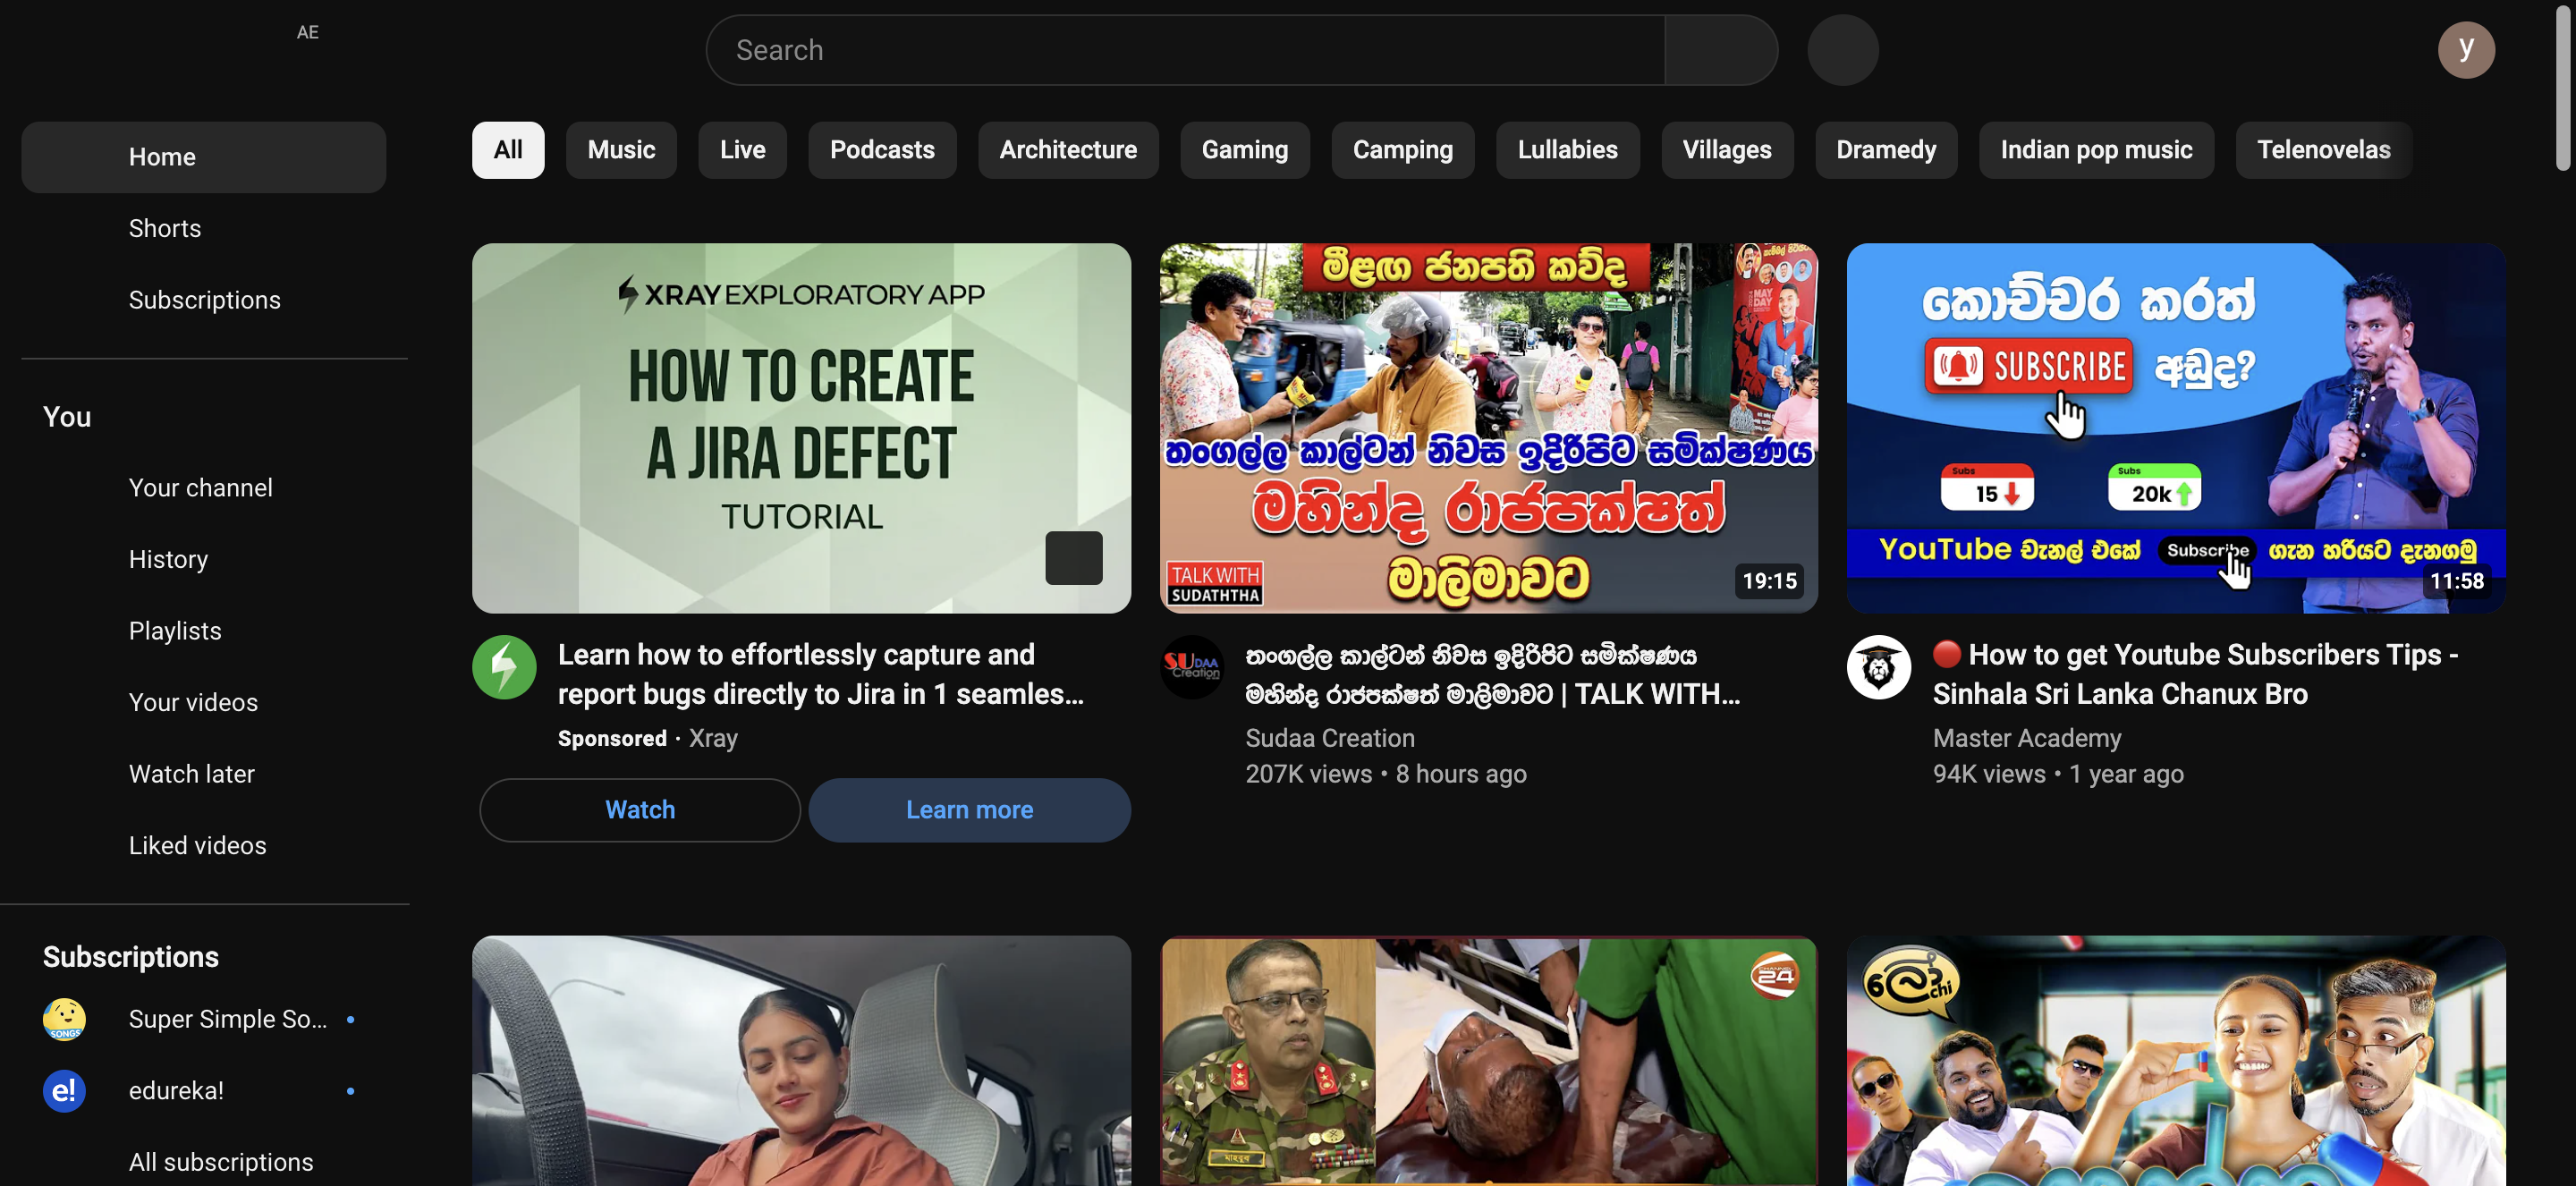 AE
Search
Home
Shorts
Subscriptions
You
Your channel
History
Playlists
Your videos
Watch later
Liked videos
Subscriptions
Super Simple So...
SONGS
e!
edureka!
All subscriptions
All
Music
Live
Podcasts
Architecture
Gaming
Camping
Lullabies
Villages
Dramedy
Indian pop music
Telenovelas
y
XRAY EXPLORATORY APP
HOW TO CREATE
A JIRA DEFECT
TUTORIAL
Learn how to effortlessly capture and
report bugs directly to Jira in 1 seamles...
Sponsored · Xray
Watch
Learn more
මීළඟ ජනපති කව්ද
MAY
DAY
තංගල්ල කාල්ටන් නිවස ඉදිරිපිට සමික්ෂණය
මහින්ද රාජපක්ෂත්
මාලිමාවට
TALK WITH
SUDATHTHA
19:15
SUDAA
Creation
තංගල්ල කාල්ටන් නිවස ඉදිරිපිට සමික්ෂණය
මහින්ද රාජපක්ෂත් මාලිමාවට | TALK WITH...
Sudaa Creation
207K views • 8 hours ago
කොච්චර කරත්
SUBSCRIBE අඩුද?
Subs
15
Subs
20k
YouTube චැනල් එකේ Subscribe ගැන හරියට දැනගමු
11:58
🔴 How to get Youtube Subscribers Tips -
Sinhala Sri Lanka Chanux Bro
Master Academy
94K views • 1 year ago
CHANNEL
24
মাহবুব
ලෝchi